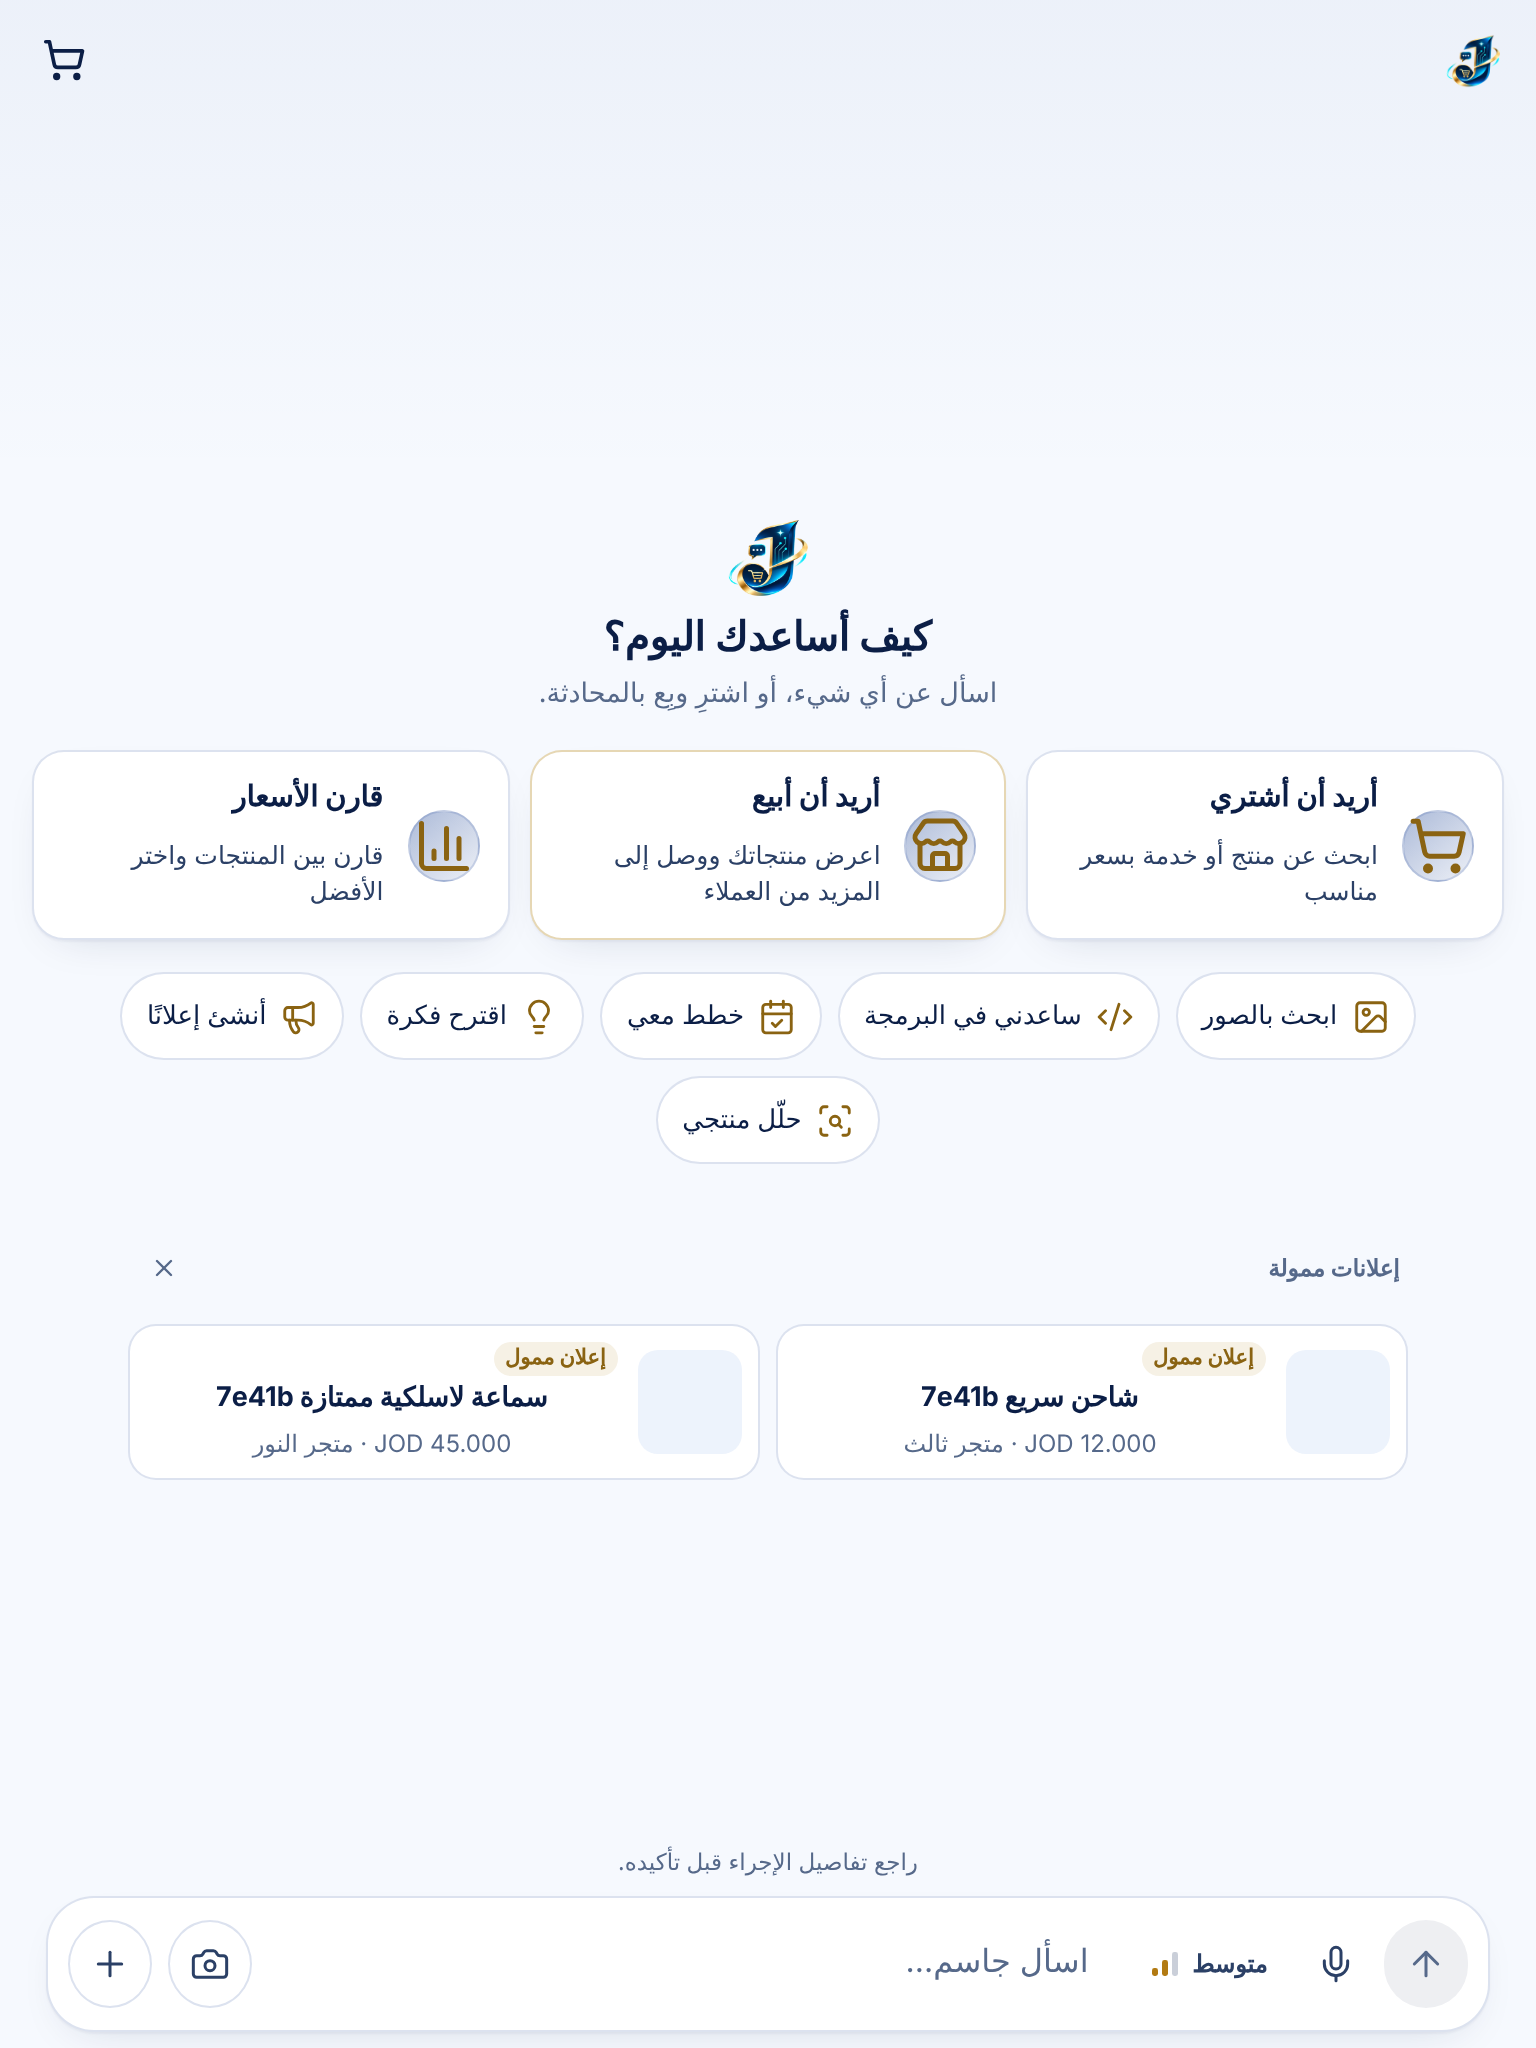 كيف أساعدك اليوم؟
اسأل عن أي شيء، أو اشترِ وبِع بالمحادثة.
أريد أن أشتري
ابحث عن منتج أو خدمة بسعر
مناسب
أريد أن أبيع
اعرض منتجاتك ووصل إلى
المزيد من العملاء
قارن الأسعار
قارن بين المنتجات واختر
الأفضل
ابحث بالصور
ساعدني في البرمجة
خطط معي
اقترح فكرة
أنشئ إعلانًا
حلّل منتجي
إعلانات ممولة
إعلان ممول
شاحن سريع 7e41b
JOD 12.000 · متجر ثالث
إعلان ممول
سماعة لاسلكية ممتازة 7e41b
JOD 45.000 · متجر النور
راجع تفاصيل الإجراء قبل تأكيده.
متوسط
اسأل جاسم...